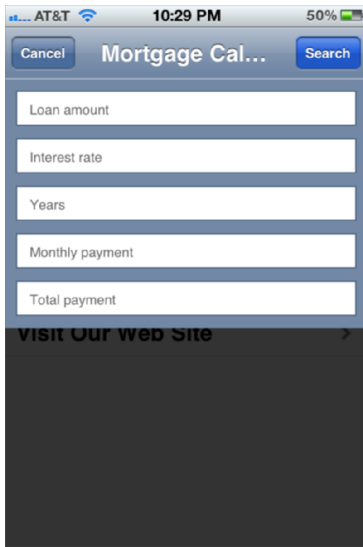 AT&T 10:29 PM 50%
Cancel Mortgage Cal... Search
Loan amount
Interest rate
Years
Monthly payment
Total payment
Visit Our Web Site